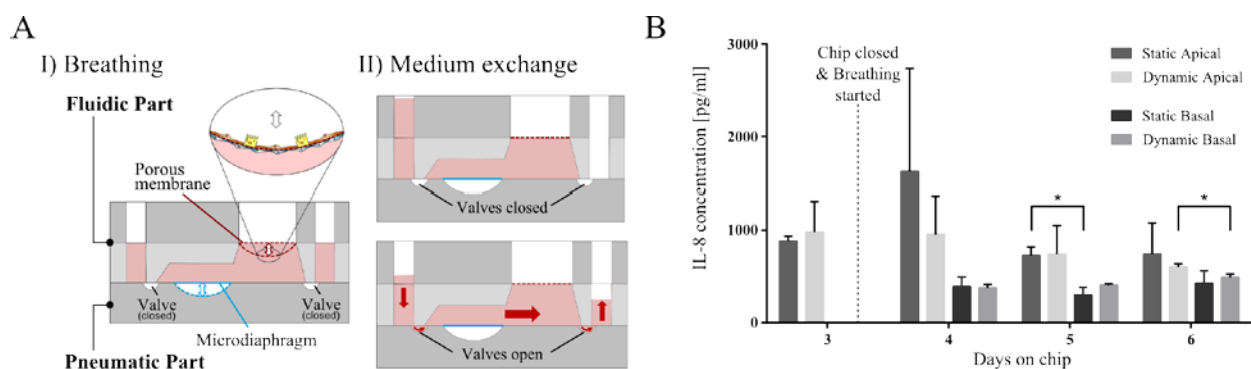 A
I) Breathing
Fluidic Part
Porous
membrane
Valve
(closed)
Valve
(closed)
Microdiaphragm
Pneumatic Part
II) Medium exchange
Valves closed
Valves open
B
IL-8 concentration [pg/ml]
3000
2000
1000
0
Chip closed
& Breathing
started
Static Apical
Dynamic Apical
Static Basal
Dynamic Basal
*
*
3
4
5
6
Days on chip